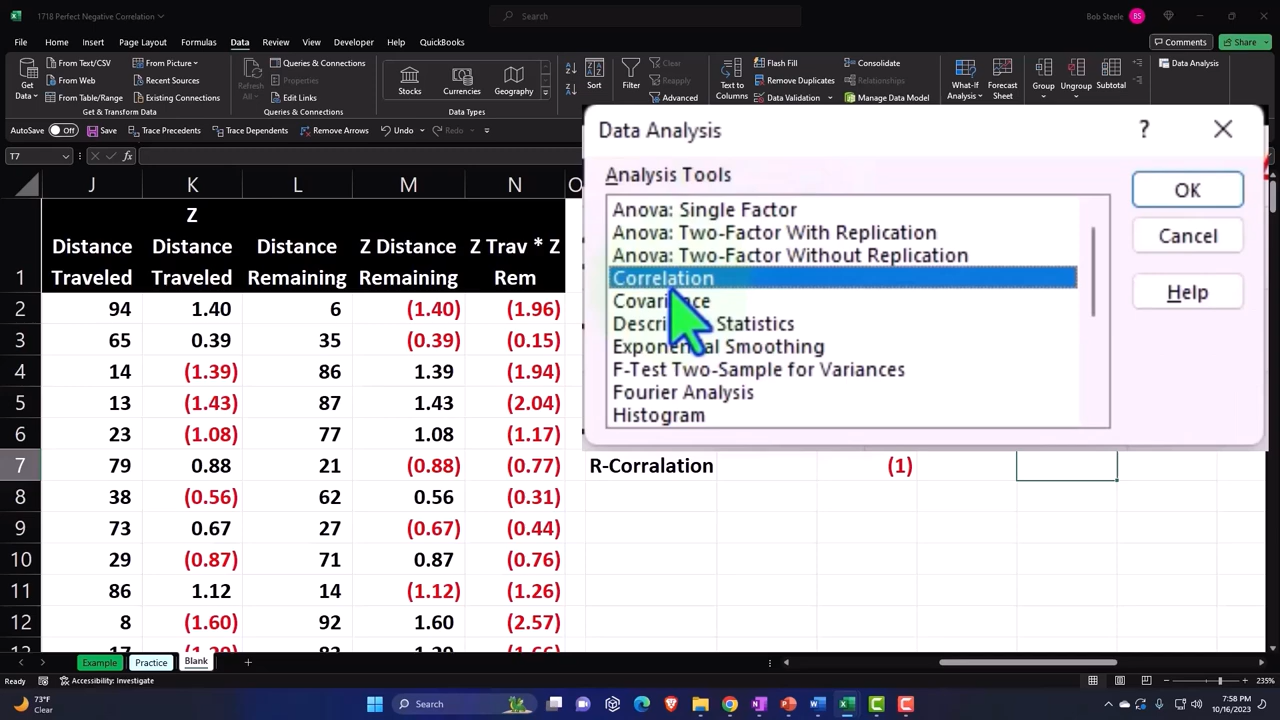 1718 Perfect Negative Correlation
Search
Bob Steele BS
File Home Insert Page Layout Formulas Data Review View Developer Help QuickBooks
Comments Share
Get Data
From Text/CSV
From Web
From Table/Range
From Picture
Recent Sources
Existing Connections
Get & Transform Data
Refresh All
Queries & Connections
Properties
Edit Links
Queries & Connections
Stocks Currencies Geography
Data Types
Sort
Filter
Clear
Reapply
Advanced
Text to Columns
Flash Fill
Remove Duplicates
Data Validation
Consolidate
Relationships
Manage Data Model
What-If Analysis
Forecast Sheet
Group Ungroup Subtotal
Data Analysis
AutoSave Off Save Trace Precedents Trace Dependents Remove Arrows Undo Redo
T7 fx
J K L M N O
1 Distance Traveled Z Distance Traveled Distance Remaining Z Distance Remaining Z Trav * Z Rem
2 94 1.40 6 (1.40) (1.96)
3 65 0.39 35 (0.39) (0.15)
4 14 (1.39) 86 1.39 (1.94)
5 13 (1.43) 87 1.43 (2.04)
6 23 (1.08) 77 1.08 (1.17)
7 79 0.88 21 (0.88) (0.77) R-Corralation (1)
8 38 (0.56) 62 0.56 (0.31)
9 73 0.67 27 (0.67) (0.44)
10 29 (0.87) 71 0.87 (0.76)
11 86 1.12 14 (1.12) (1.26)
12 8 (1.60) 92 1.60 (2.57)
Data Analysis ?
Analysis Tools
Anova: Single Factor
Anova: Two-Factor With Replication
Anova: Two-Factor Without Replication
Correlation
Covariance
Descriptive Statistics
Exponential Smoothing
F-Test Two-Sample for Variances
Fourier Analysis
Histogram
OK
Cancel
Help
Example Practice Blank
Ready Accessibility: Investigate 235%
73°F
Clear
Search
7:58 PM
10/16/2023